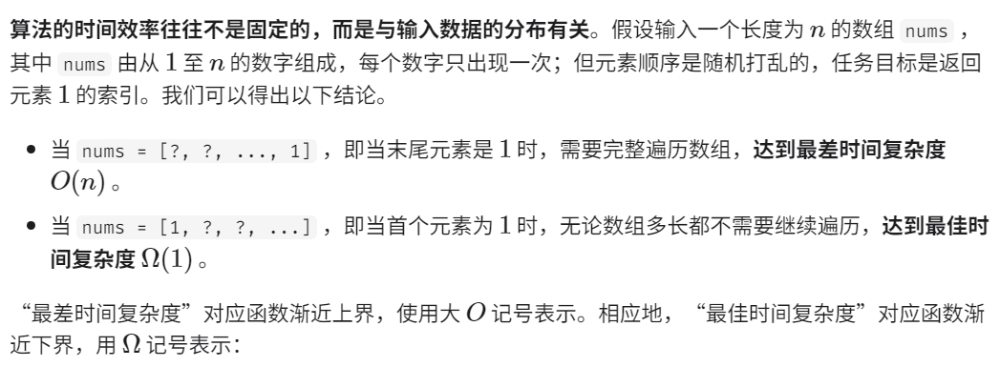 算法的时间效率往往不是固定的，而是与输入数据的分布有关。假设输入一个长度为 n 的数组 nums ，
其中 nums 由从 1 至 n 的数字组成，每个数字只出现一次；但元素顺序是随机打乱的，任务目标是返回
元素 1 的索引。我们可以得出以下结论。
• 当 nums = [?, ?, ..., 1] ，即当末尾元素是 1 时，需要完整遍历数组，达到最差时间复杂度
O(n) 。
• 当 nums = [1, ?, ?, ...] ，即当首个元素为 1 时，无论数组多长都不需要继续遍历，达到最佳时
间复杂度 Ω(1) 。
“最差时间复杂度”对应函数渐近上界，使用大 O 记号表示。相应地，“最佳时间复杂度”对应函数渐
近下界，用 Ω 记号表示：